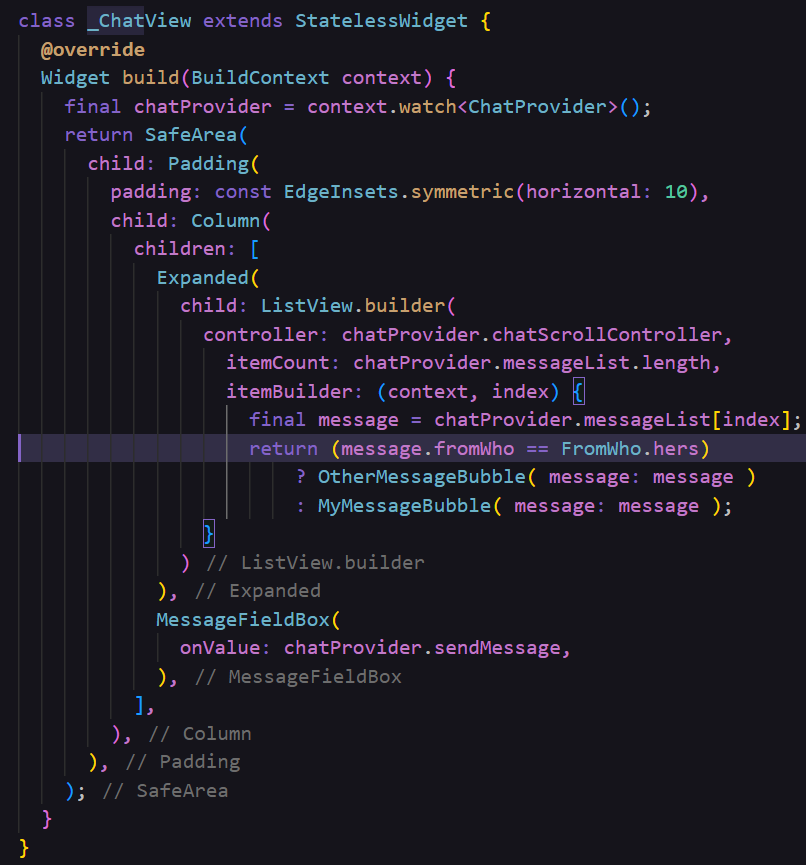 class _ChatView extends StatelessWidget {
  @override
  Widget build(BuildContext context) {
    final chatProvider = context.watch<ChatProvider>();
    return SafeArea(
      child: Padding(
        padding: const EdgeInsets.symmetric(horizontal: 10),
        child: Column(
          children: [
            Expanded(
              child: ListView.builder(
                controller: chatProvider.chatScrollController,
                  itemCount: chatProvider.messageList.length,
                  itemBuilder: (context, index) {
                    final message = chatProvider.messageList[index];
                    return (message.fromWho == FromWho.hers)
                        ? OtherMessageBubble( message: message )
                        : MyMessageBubble( message: message );
                }
              ) // ListView.builder
            ), // Expanded
            MessageFieldBox(
              onValue: chatProvider.sendMessage,
            ), // MessageFieldBox
          ],
        ), // Column
      ), // Padding
    ); // SafeArea
  }
}